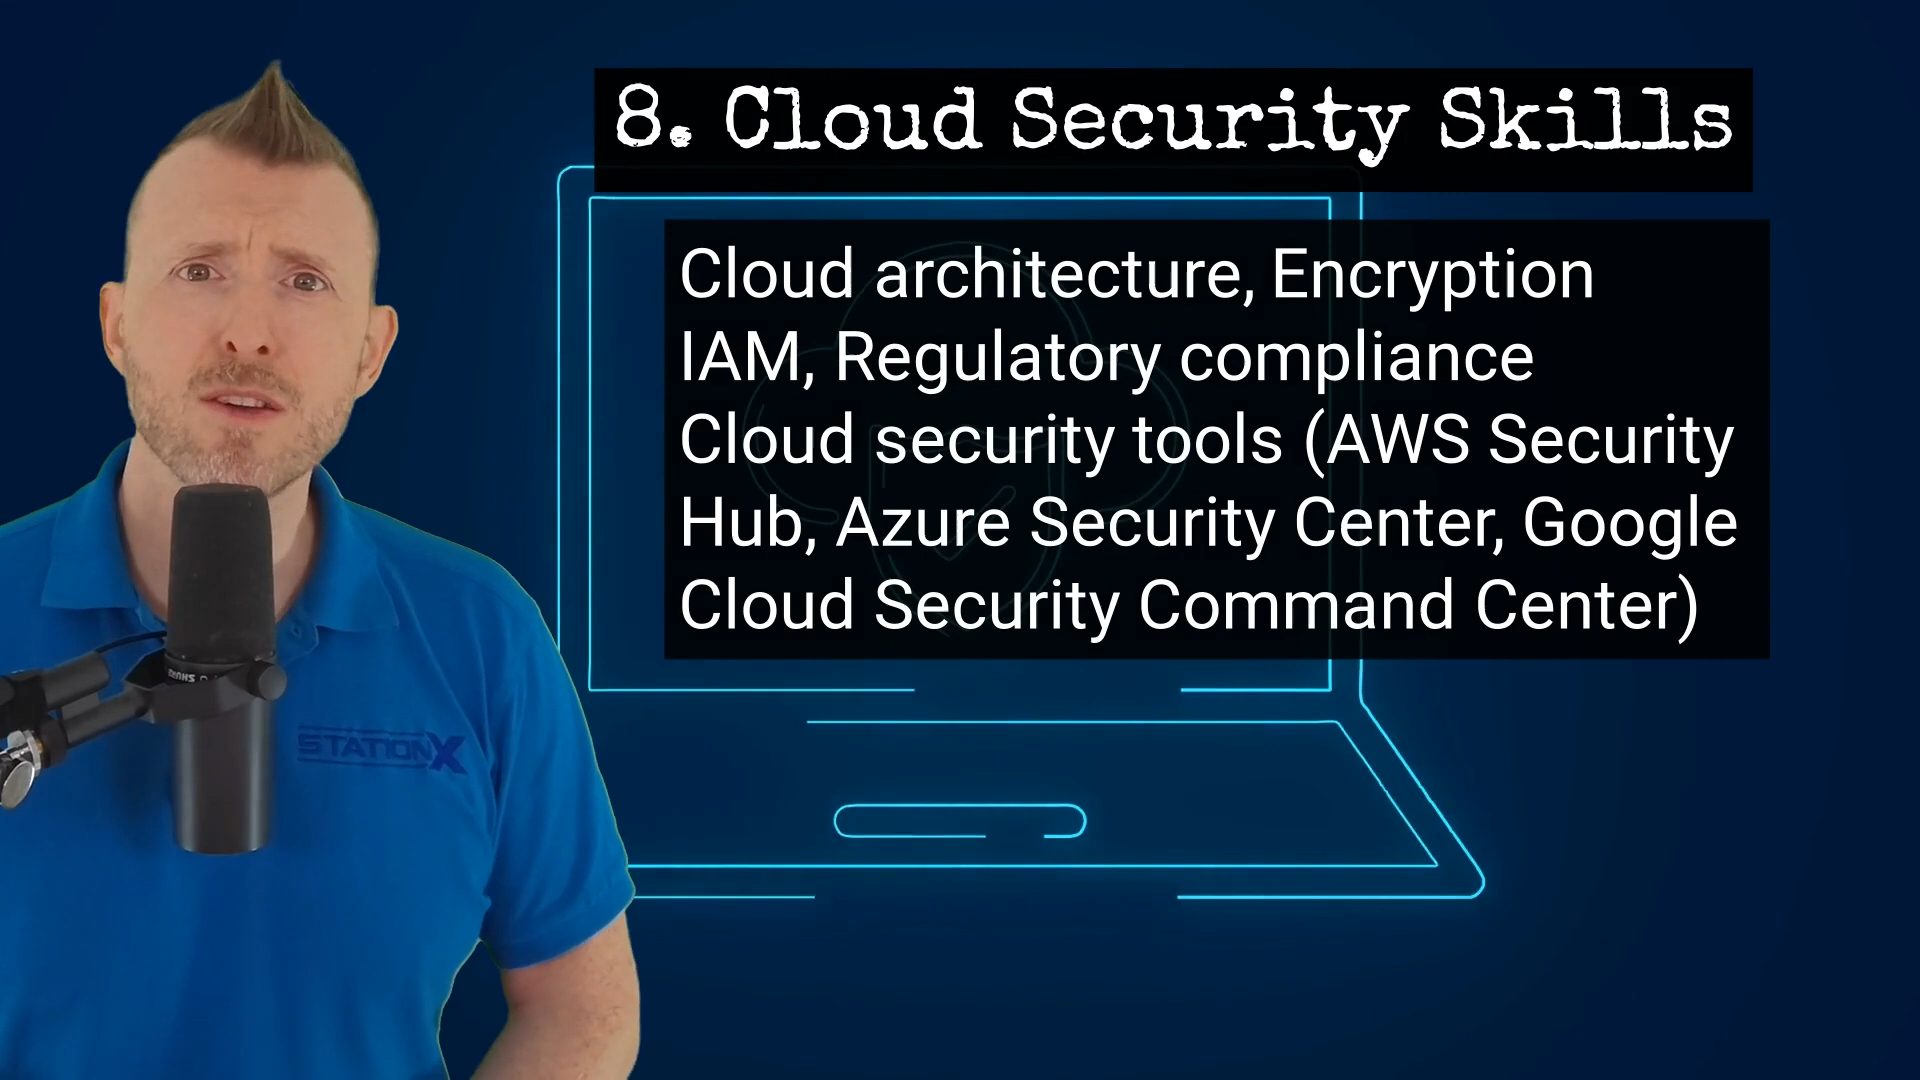 8. Cloud Security Skills
Cloud architecture, Encryption
IAM, Regulatory compliance
Cloud security tools (AWS Security
Hub, Azure Security Center, Google
Cloud Security Command Center)
STATIONX